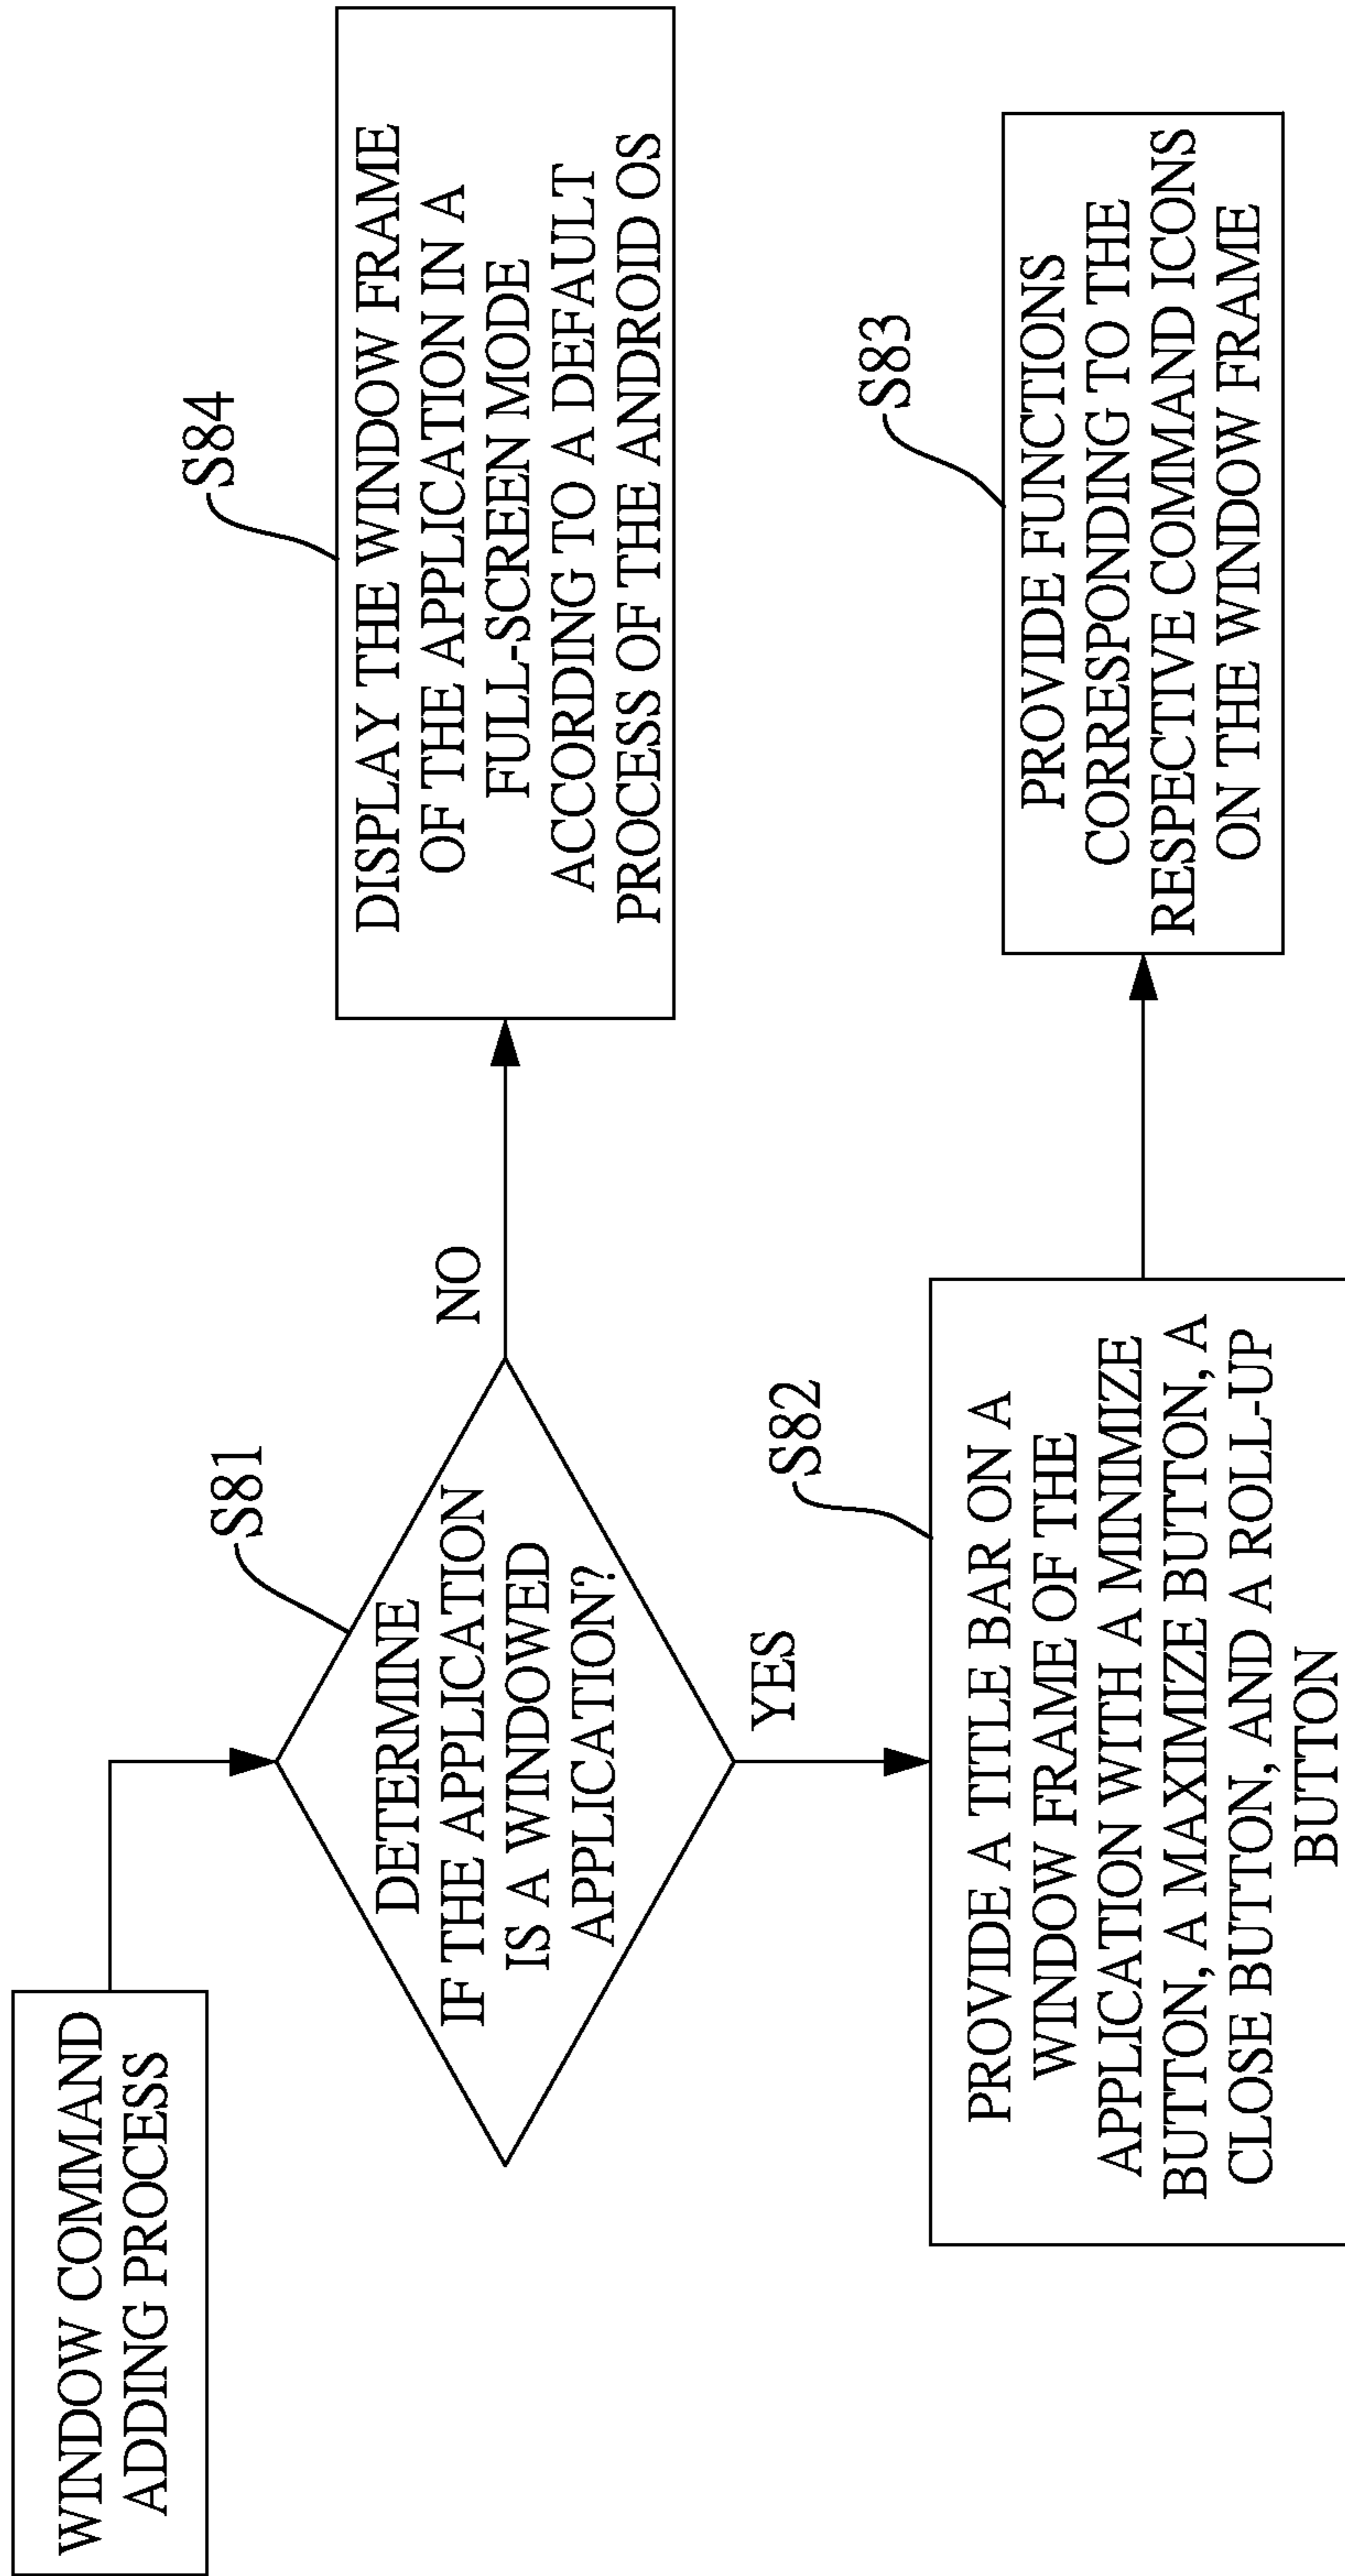 WINDOW COMMAND
ADDING PROCESS
S81
DETERMINE
IF THE APPLICATION
IS A WINDOWED
APPLICATION?
NO
S84
DISPLAY THE WINDOW FRAME
OF THE APPLICATION IN A
FULL-SCREEN MODE
ACCORDING TO A DEFAULT
PROCESS OF THE ANDROID OS
YES
S82
PROVIDE A TITLE BAR ON A
WINDOW FRAME OF THE
APPLICATION WITH A MINIMIZE
BUTTON, A MAXIMIZE BUTTON, A
CLOSE BUTTON, AND A ROLL-UP
BUTTON
S83
PROVIDE FUNCTIONS
CORRESPONDING TO THE
RESPECTIVE COMMAND ICONS
ON THE WINDOW FRAME